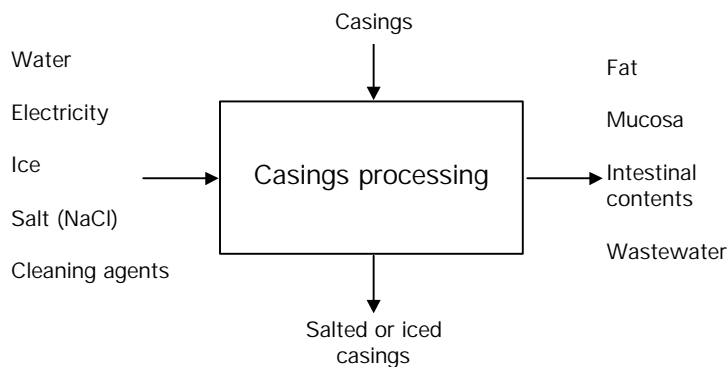 Casings
Water
Electricity
Ice
Salt (NaCl)
Cleaning agents
Casings processing
Fat
Mucosa
Intestinal
contents
Wastewater
Salted or iced
casings